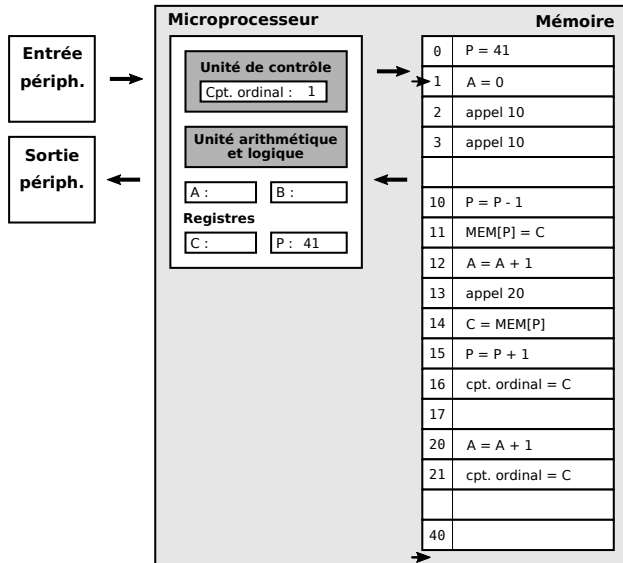 Microprocesseur
Mémoire
Entrée
périph.
Sortie
périph.
Unité de contrôle
Cpt. ordinal : 1
Unité arithmétique
et logique
A :
B :
Registres
C :
P : 41
0 P = 41
1 A = 0
2 appel 10
3 appel 10
10 P = P - 1
11 MEM[P] = C
12 A = A + 1
13 appel 20
14 C = MEM[P]
15 P = P + 1
16 cpt. ordinal = C
17
20 A = A + 1
21 cpt. ordinal = C
40